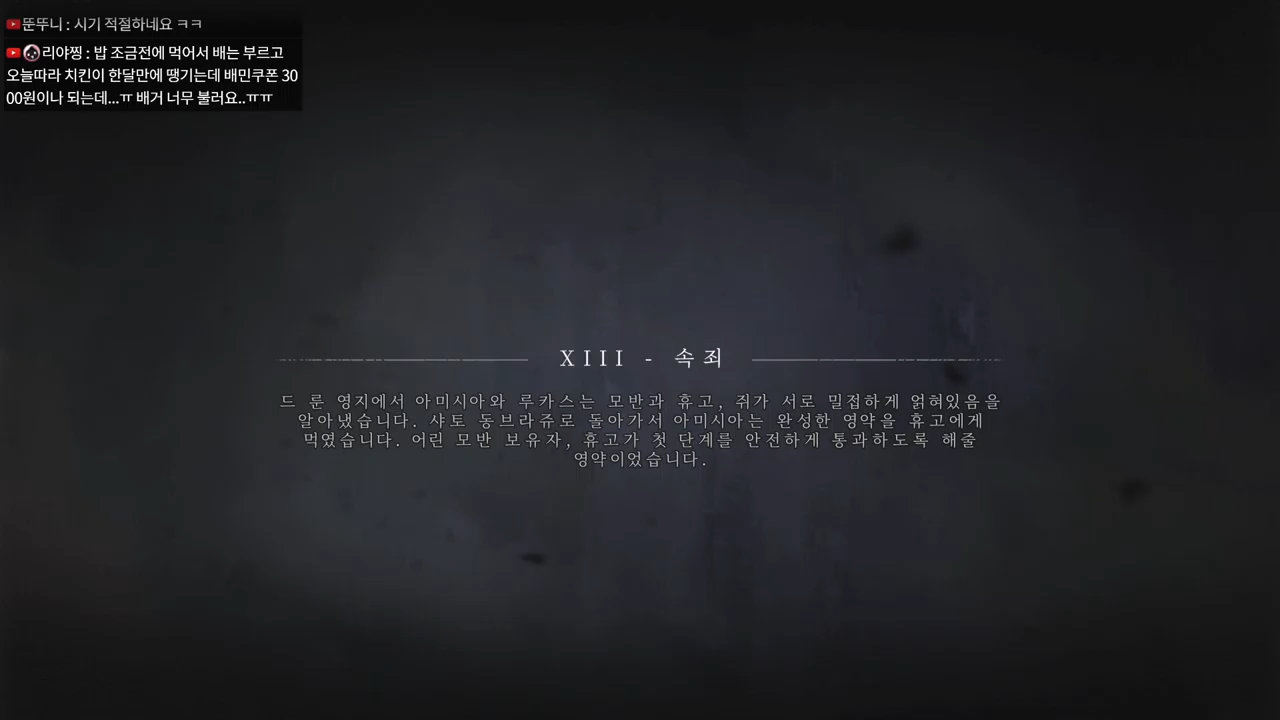 뚠뚜니 : 시기 적절하네요 ㅋㅋ
리야찡 : 밥 조금전에 먹어서 배는 부르고
오늘따라 치킨이 한달만에 땡기는데 배민쿠폰 30
00원이나 되는데...ㅠ 배거 너무 불러요..ㅠㅠ
XIII - 속죄
드 룬 영지에서 아미시아와 루카스는 모반과 휴고, 쥐가 서로 밀접하게 얽혀있음을
알아냈습니다. 샤토 동브라쥬로 돌아가서 아미시아는 완성한 영약을 휴고에게
먹였습니다. 어린 모반 보유자, 휴고가 첫 단계를 안전하게 통과하도록 해줄
영약이었습니다.